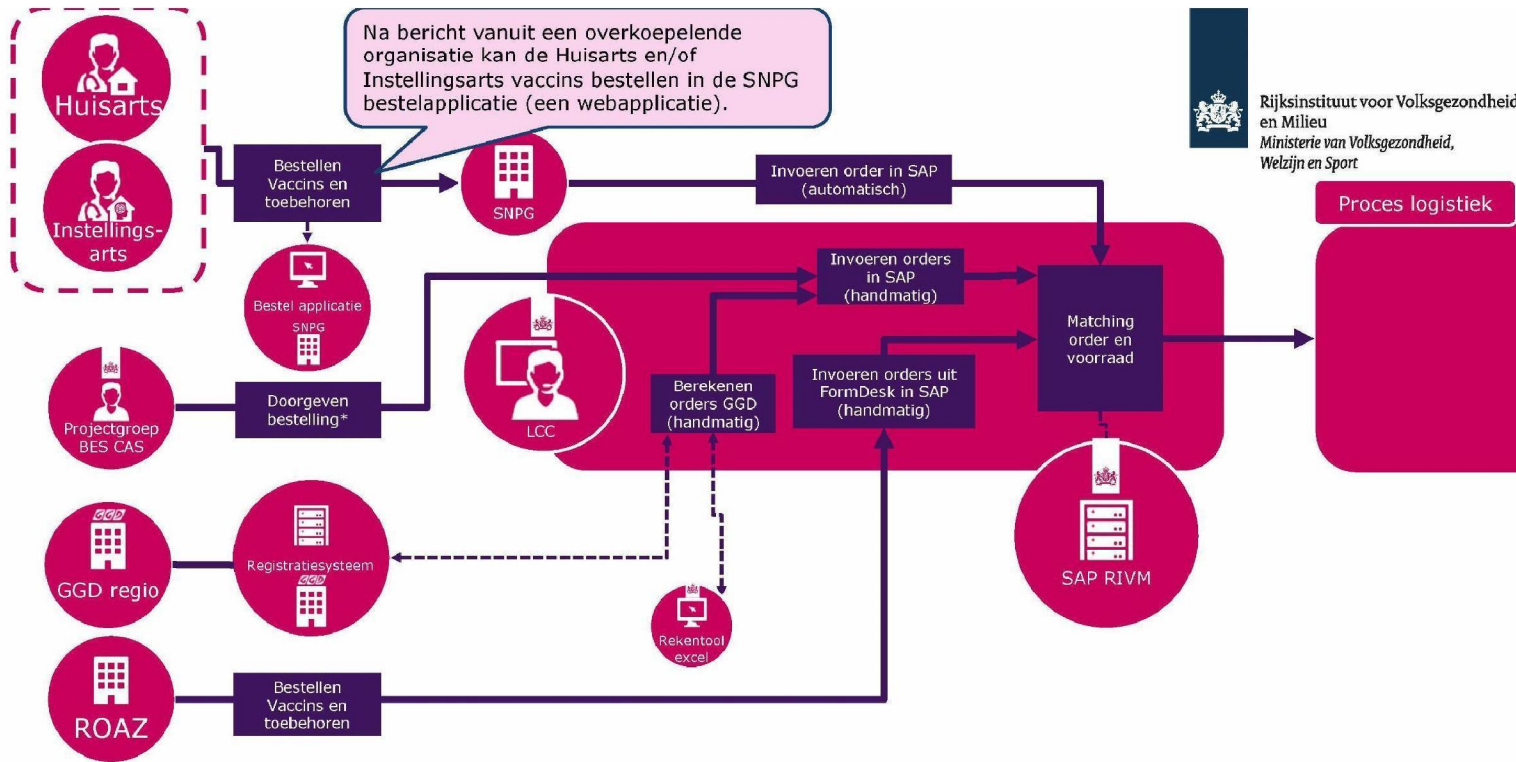 Na bericht vanuit een overkoepelende
organisatie kan de Huisarts en/of
Instellingsarts vaccins bestellen in de SNPG
bestelapplicatie (een webapplicatie).
Rijksinstituut voor Volksgezondheid
en Milieu
Ministerie van Volksgezondheid,
Welzijn en Sport
Huisarts
Instellings-
arts
Bestellen
Vaccins en
toebehoren
SNPG
Invoeren order in SAP
(automatisch)
Proces logistiek
Bestel applicatie
SNPG
Invoeren orders
in SAP
(handmatig)
Matching
order en
voorraad
Projectgroep
BES CAS
Doorgeven
bestelling*
LCC
Berekenen
orders GGD
(handmatig)
Invoeren orders uit
FormDesk in SAP
(handmatig)
GGD
GGD regio
Registratiesysteem
GGD
Rekentool
excel
SAP RIVM
ROAZ
Bestellen
Vaccins en
toebehoren